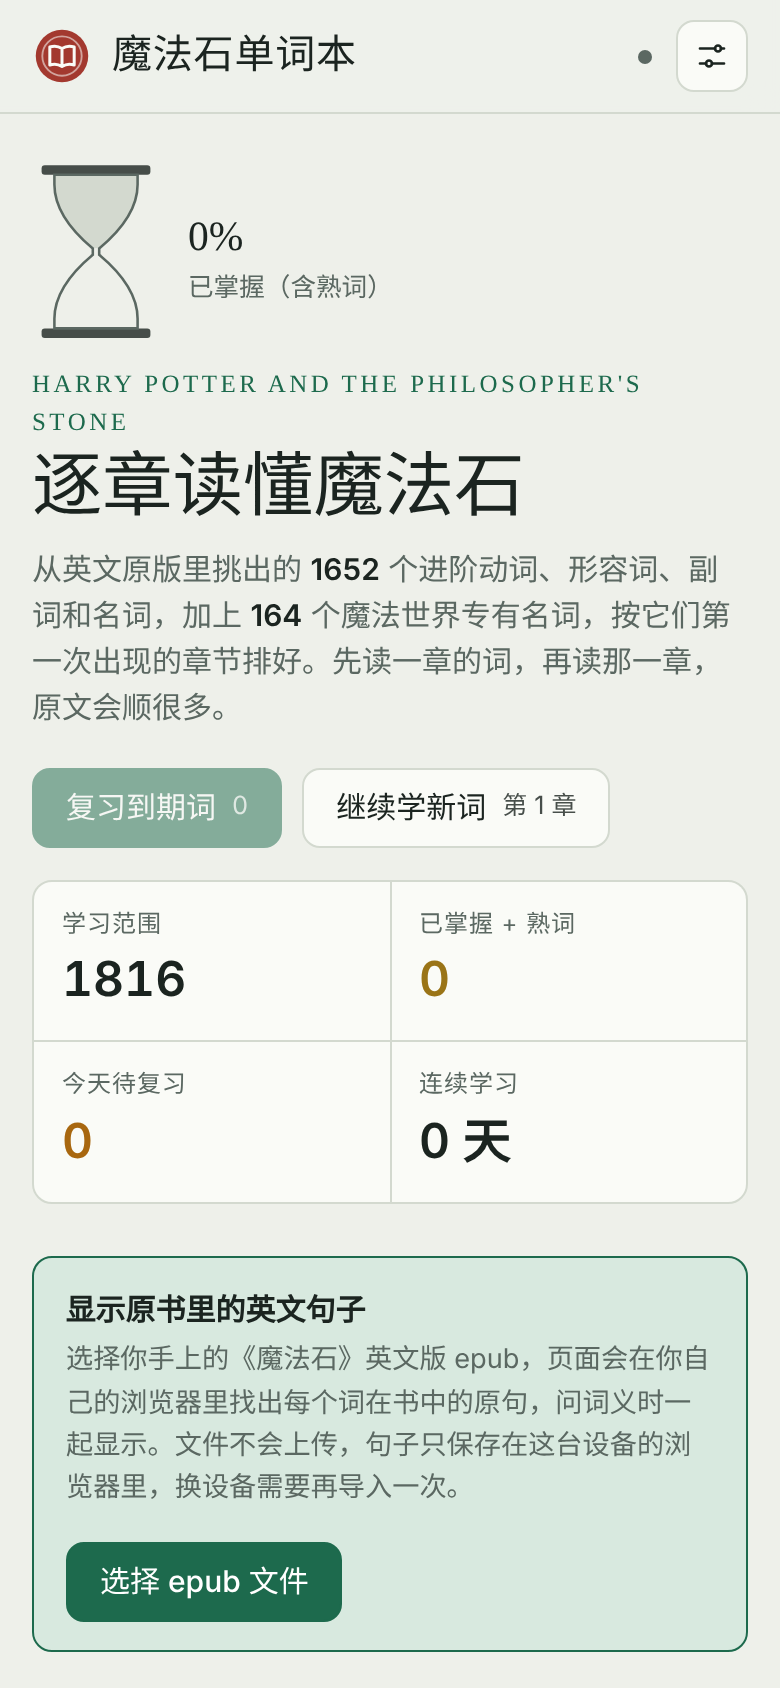 魔法石单词本
0%
已掌握（含熟词）
HARRY POTTER AND THE PHILOSOPHER'S
STONE
逐章读懂魔法石
从英文原版里挑出的 1652 个进阶动词、形容词、副
词和名词，加上 164 个魔法世界专有名词，按它们第
一次出现的章节排好。先读一章的词，再读那一章，
原文会顺很多。
复习到期词 0
继续学新词 第 1 章
学习范围
1816
已掌握 + 熟词
0
今天待复习
0
连续学习
0 天
显示原书里的英文句子
选择你手上的《魔法石》英文版 epub，页面会在你自
己的浏览器里找出每个词在书中的原句，问词义时一
起显示。文件不会上传，句子只保存在这台设备的浏
览器里，换设备需要再导入一次。
选择 epub 文件